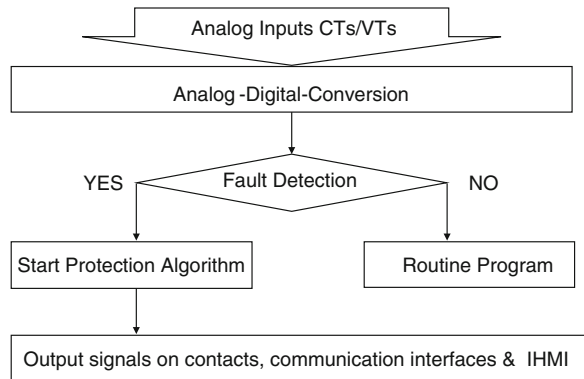 Analog Inputs CTs/VTs
Analog -Digital-Conversion
YES
Fault Detection
NO
Start Protection Algorithm
Routine Program
Output signals on contacts, communication interfaces & IHMI